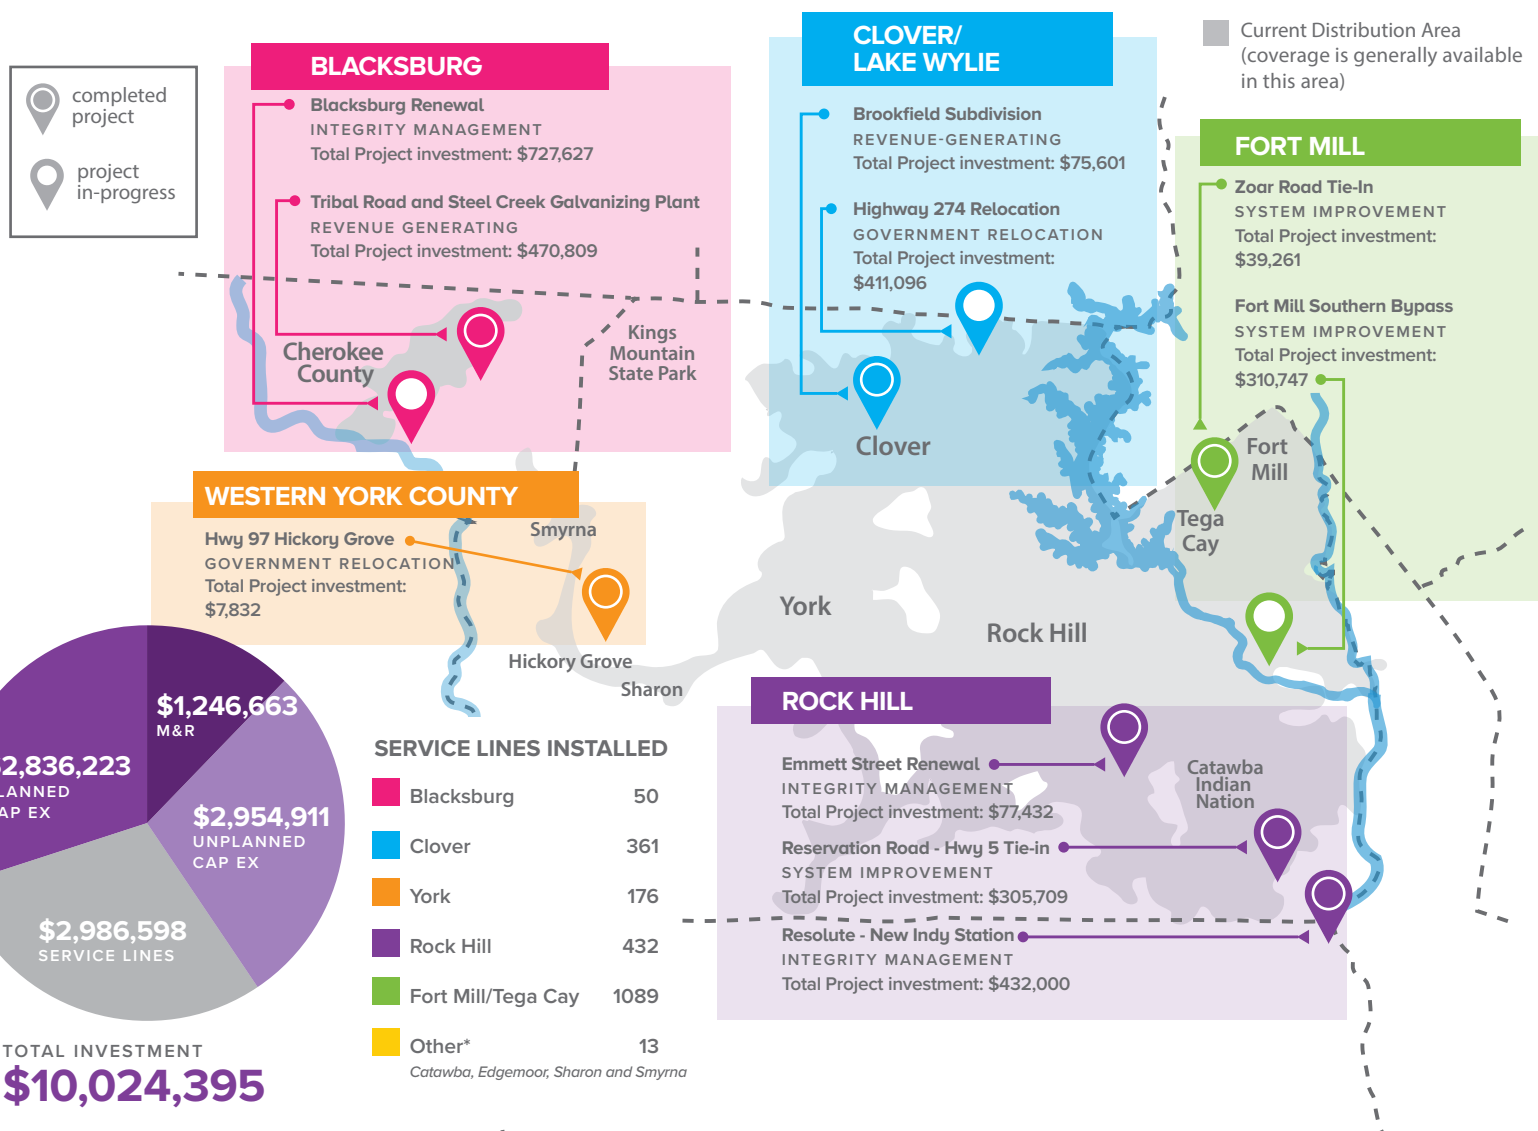 completed
project
project
in-progress
BLACKSBURG
Blacksburg Renewal
INTEGRITY MANAGEMENT
Total Project investment: $727,627
Tribal Road and Steel Creek Galvanizing Plant
REVENUE GENERATING
Total Project investment: $470,809
CLOVER/
LAKE WYLIE
Brookfield Subdivision
REVENUE-GENERATING
Total Project investment: $75,601
Highway 274 Relocation
GOVERNMENT RELOCATION
Total Project investment:
$411,096
Current Distribution Area
(coverage is generally available
in this area)
FORT MILL
Zoar Road Tie-In
SYSTEM IMPROVEMENT
Total Project investment:
$39,261
Fort Mill Southern Bypass
SYSTEM IMPROVEMENT
Total Project investment:
$310,747
Cherokee
County
Kings
Mountain
State Park
Clover
Fort
Mill
Tega
Cay
WESTERN YORK COUNTY
Hwy 97 Hickory Grove
GOVERNMENT RELOCATION
Total Project investment:
$7,832
Smyrna
Hickory Grove
Sharon
York
Rock Hill
ROCK HILL
Emmett Street Renewal
INTEGRITY MANAGEMENT
Total Project investment: $77,432
Reservation Road - Hwy 5 Tie-in
SYSTEM IMPROVEMENT
Total Project investment: $305,709
Resolute - New Indy Station
INTEGRITY MANAGEMENT
Total Project investment: $432,000
Catawba
Indian
Nation
$1,246,663
M&R
2,836,223
LANNED
AP EX
$2,954,911
UNPLANNED
CAP EX
$2,986,598
SERVICE LINES
TOTAL INVESTMENT
$10,024,395
SERVICE LINES INSTALLED
Blacksburg 50
Clover 361
York 176
Rock Hill 432
Fort Mill/Tega Cay 1089
Other* 13
Catawba, Edgemoor, Sharon and Smyrna